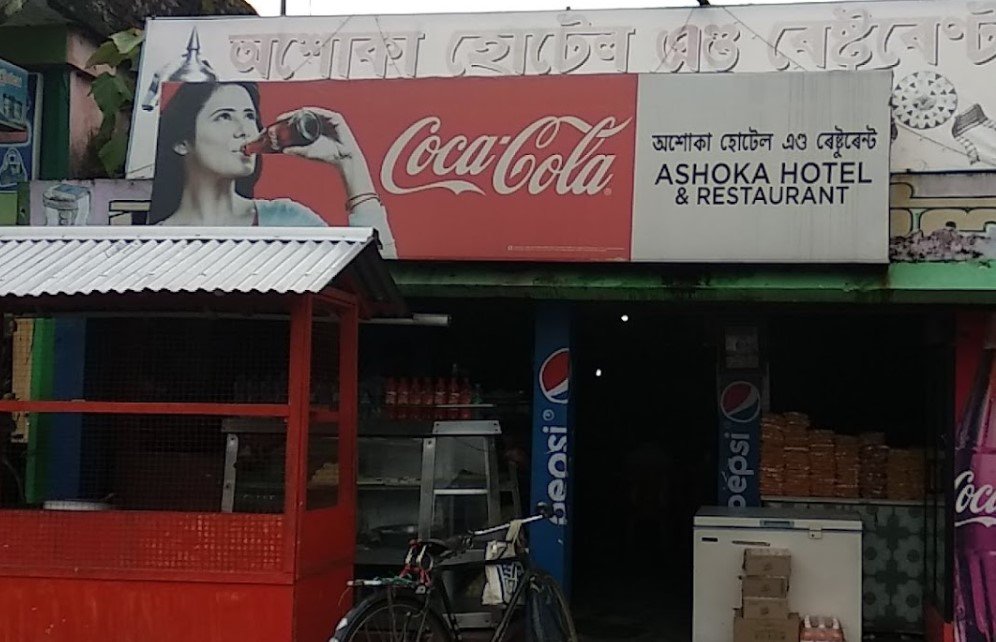 অশোকা হোটেল এণ্ড ৰেষ্টুৰেণ্ট
Coca-Cola
অশোকা হোটেল এণ্ড ৰেষ্টুৰেন্ট
ASHOKA HOTEL
& RESTAURANT
pepsi
pepsi
Coca